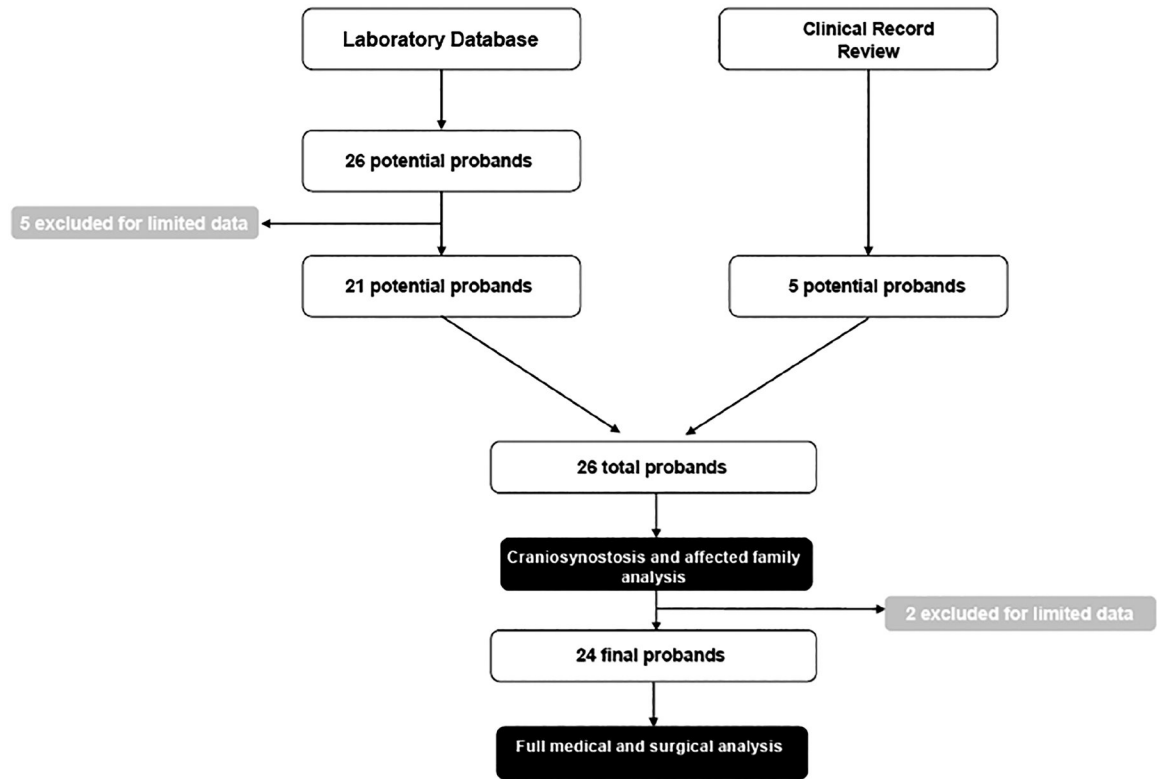 Laboratory Database
Clinical Record
Review
26 potential probands
5 excluded for limited data
21 potential probands
5 potential probands
26 total probands
Craniosynostosis and affected family
analysis
2 excluded for limited data
24 final probands
Full medical and surgical analysis